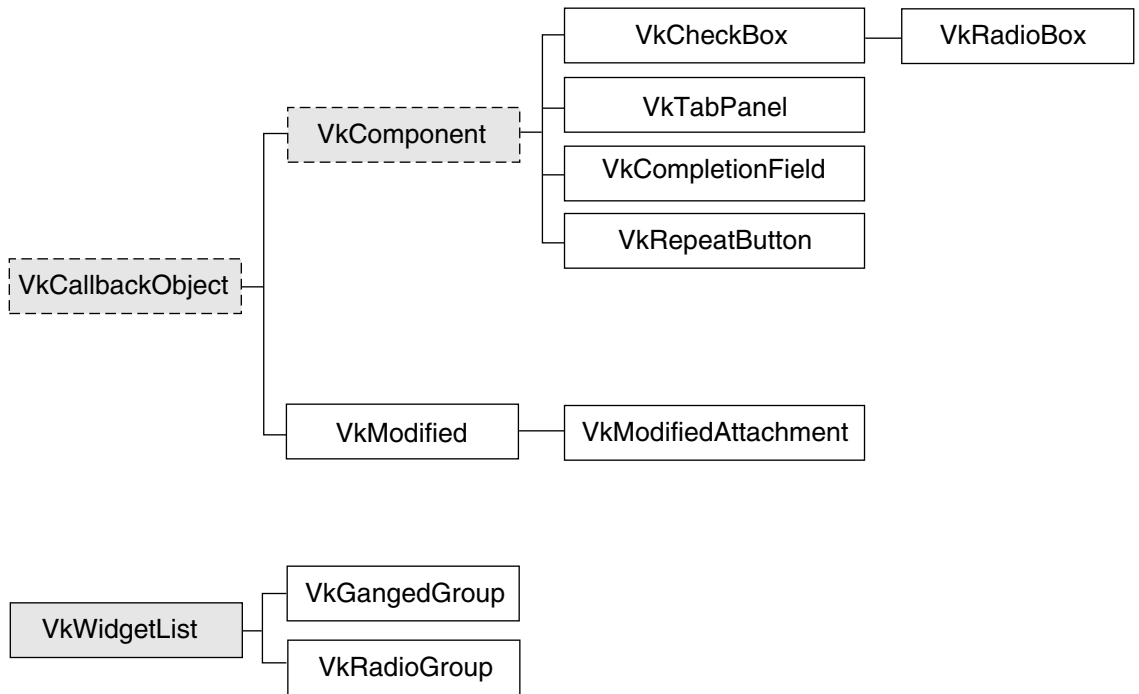 VkCheckBox
VkRadioBox
VkTabPanel
VkComponent
VkCompletionField
VkRepeatButton
VkCallbackObject
VkModified
VkModifiedAttachment
VkGangedGroup
VkWidgetList
VkRadioGroup